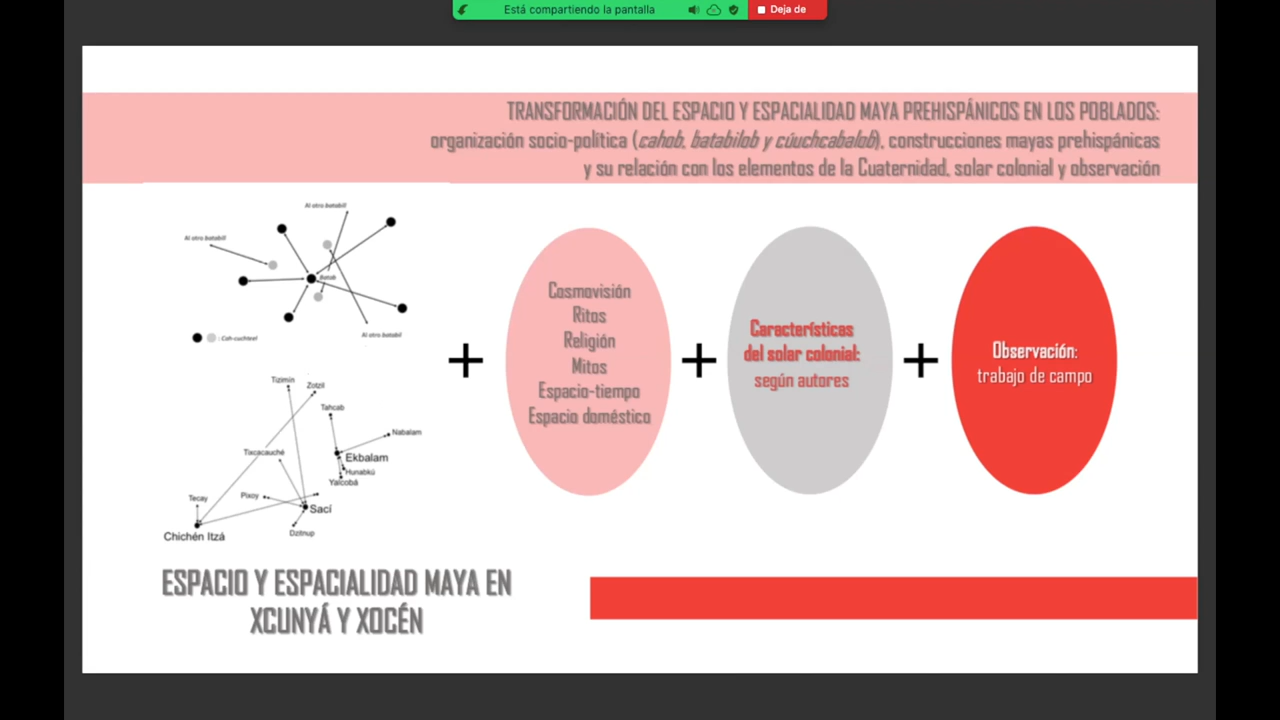 Está compartiendo la pantalla
Deja de
TRANSFORMACIÓN DEL ESPACIO Y ESPACIALIDAD MAYA PREHISPÁNICOS EN LOS POBLADOS:
organización socio-política (cahob, batabilob y cúuchcabalob), construcciones mayas prehispánicas
y su relación con los elementos de la Cuaternidad, solar colonial y observación
Al otro batabill
Al otro batabill
Batab
Al otro batabil
: Cah-cuchteel
Cosmovisión
Ritos
Religión
Mitos
Espacio-tiempo
Espacio doméstico
Características
del solar colonial:
según autores
Observación:
trabajo de campo
Tizimín
Zotzil
Tahcab
Nabalam
Tixcacauché
Ekbalam
Hunabkú
Yalcobá
Tecay
Pixoy
Sací
Chichén Itzá
Dzitnup
ESPACIO Y ESPACIALIDAD MAYA EN
XCUNYÁ Y XOCÉN